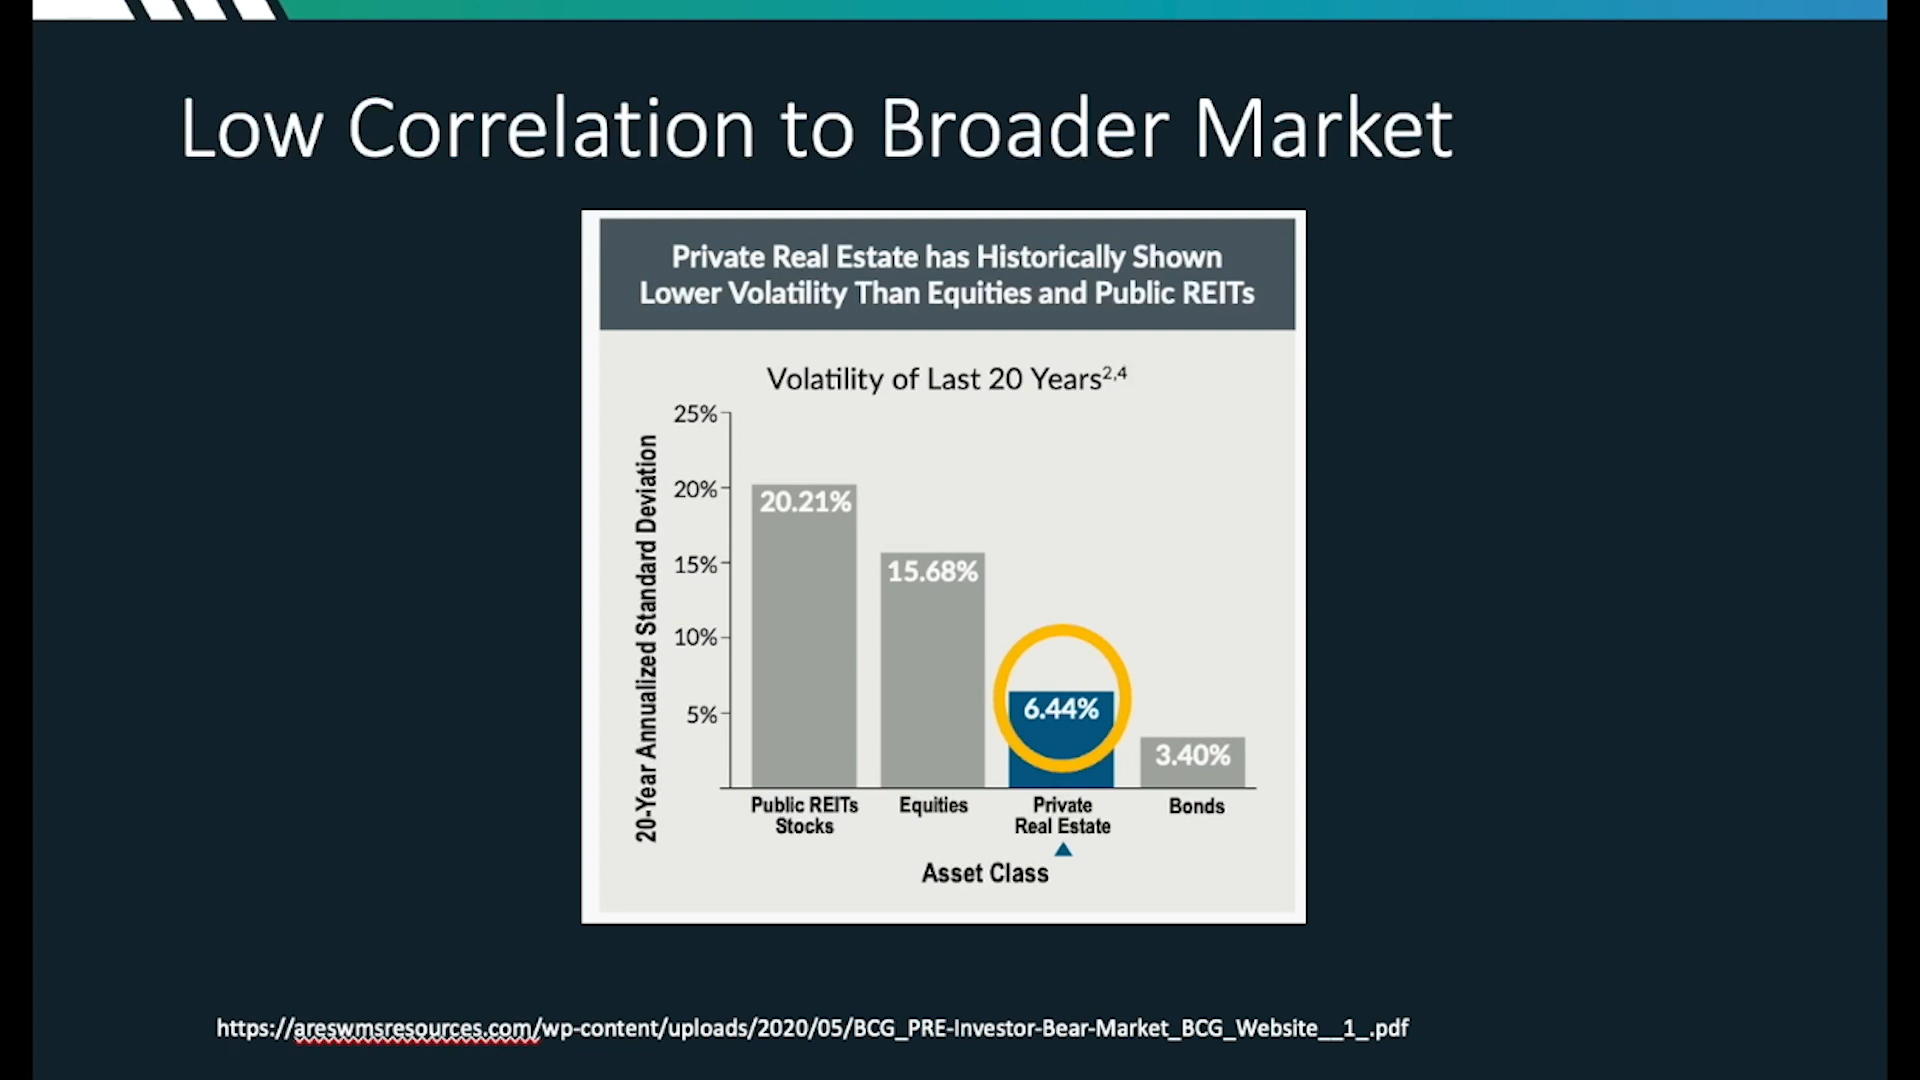 Low Correlation to Broader Market
Private Real Estate has Historically Shown
Lower Volatility Than Equities and Public REITs
Volatility of Last 20 Years2,4
20-Year Annualized Standard Deviation
25%
20%
15%
10%
5%
20.21%
15.68%
6.44%
3.40%
Public REITs
Stocks
Equities
Private
Real Estate
Bonds
Asset Class
https://areswmsresources.com/wp-content/uploads/2020/05/BCG_PRE-Investor-Bear-Market_BCG_Website__1_.pdf